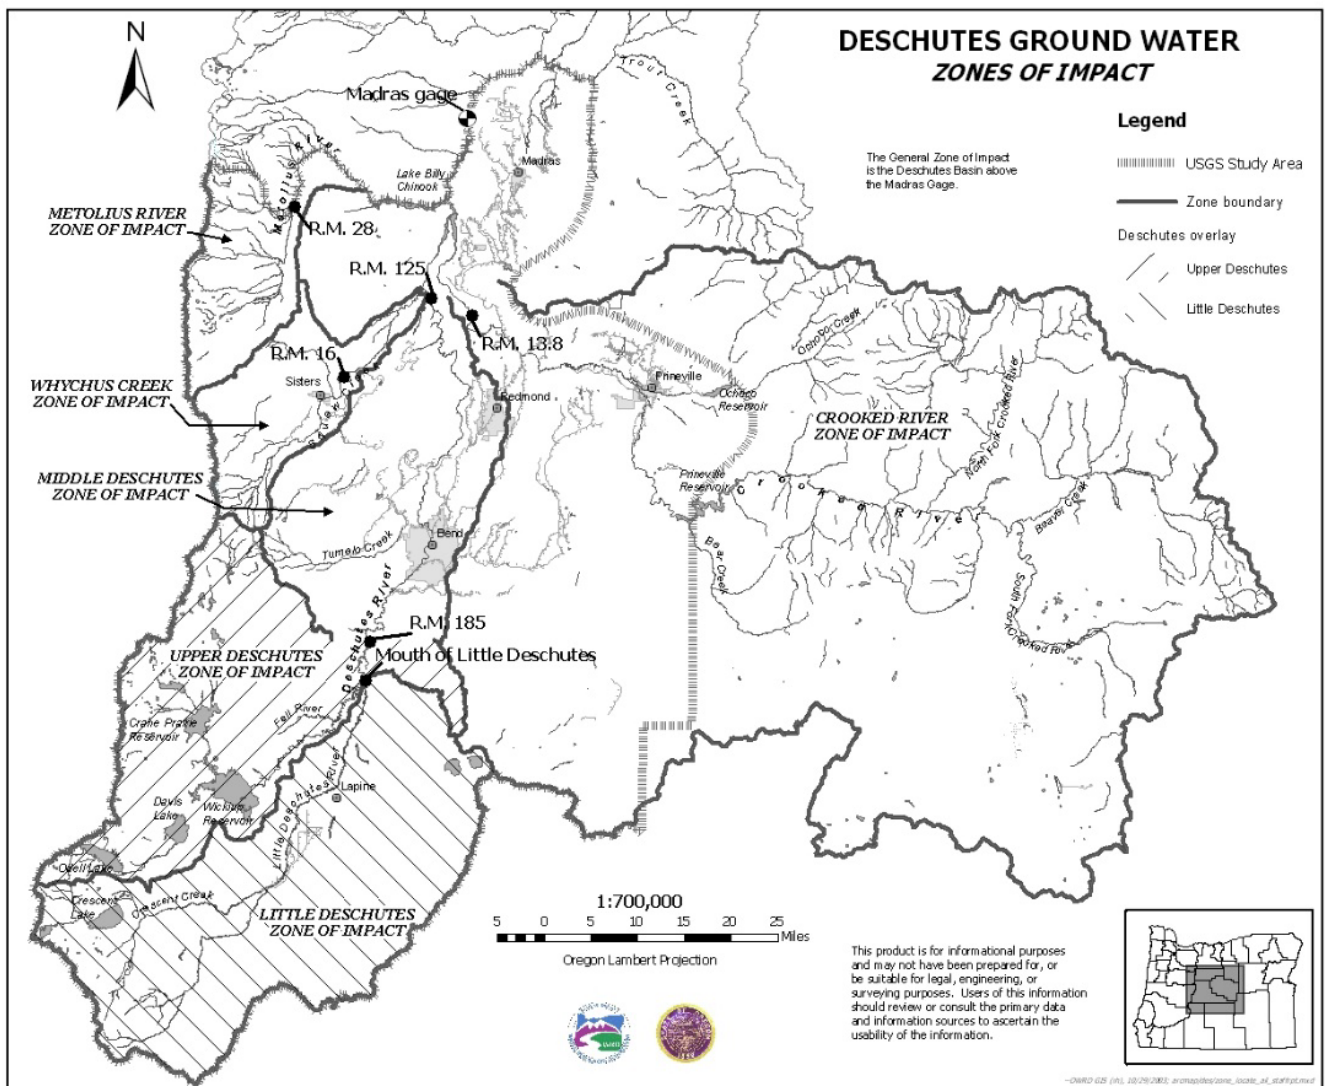 DESCHUTES GROUND WATER
ZONES OF IMPACT
N
Legend
USGS Study Area
Zone boundary
Deschutes overlay
Upper Deschutes
Little Deschutes
The General Zone of Impact
is the Deschutes Basin above
the Madras Gage.
Trout Creek
Madras gage
Madras
Lake Billy
Chinook
Metolius River
METOLIUS RIVER
ZONE OF IMPACT
R.M. 28
R.M. 125
R.M. 13.8
R.M. 16
Sisters
Redmond
Prineville
Ochoco
Reservoir
Ochoco Creek
WHYCHUS CREEK
ZONE OF IMPACT
CROOKED RIVER
ZONE OF IMPACT
North Fork Crooked River
MIDDLE DESCHUTES
ZONE OF IMPACT
Prineville
Reservoir
Crooked River
Beaver Creek
Bear Creek
South Fork Crooked River
Bend
Tumalo Creek
Deschutes River
R.M. 185
Mouth of Little Deschutes
UPPER DESCHUTES
ZONE OF IMPACT
Fall River
Crane Prairie
Reservoir
Little Deschutes River
Lapine
Davis
Lake
Wickiup
Reservoir
Odell Lake
Crescent
Lake
Crescent Creek
LITTLE DESCHUTES
ZONE OF IMPACT
1:700,000
5 0 5 10 15 20 25
Miles
Oregon Lambert Projection
This product is for informational purposes
and may not have been prepared for, or
be suitable for legal, engineering, or
surveying purposes. Users of this information
should review or consult the primary data
and information sources to ascertain the
usability of the information.